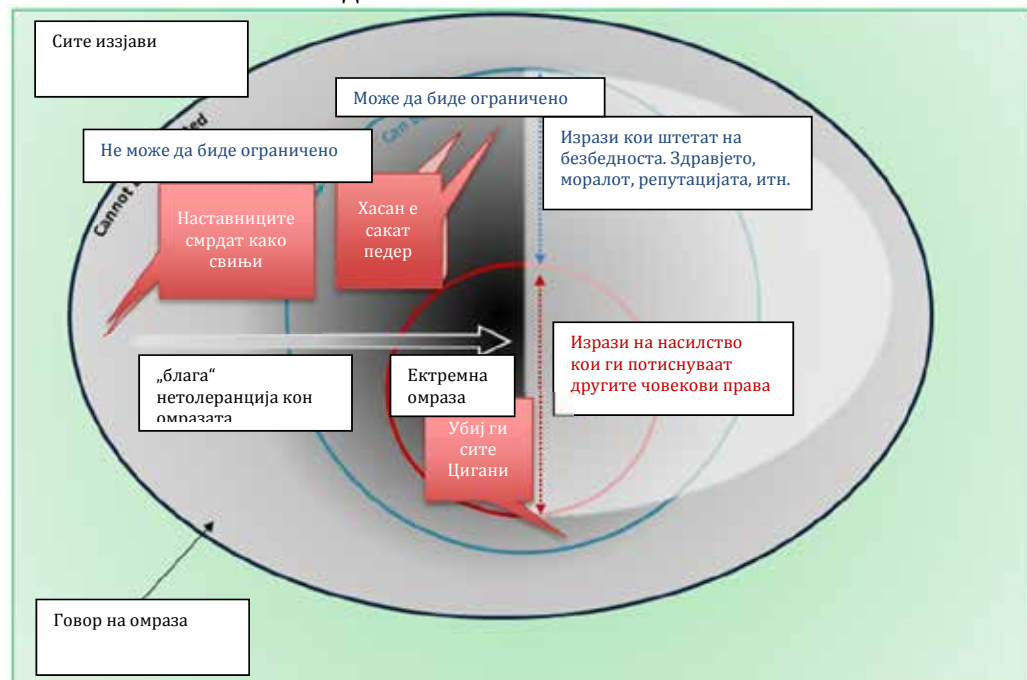 Сите иззјави
Може да биде ограничено
Не може да биде ограничено
Изрази кои штетат на
безбедноста. Здравјето,
моралот, репутацијата, итн.
Cannot
ted
Can
Наставниците
смрдат како
свињи
Хасан е
сакат
педер
Изрази на насилство
кои ги потиснуваат
другите човекови права
„блага“
нетолеранција кон
омразата
Ектремна
омраза
Убиј ги
сите
Цигани
Говор на омраза